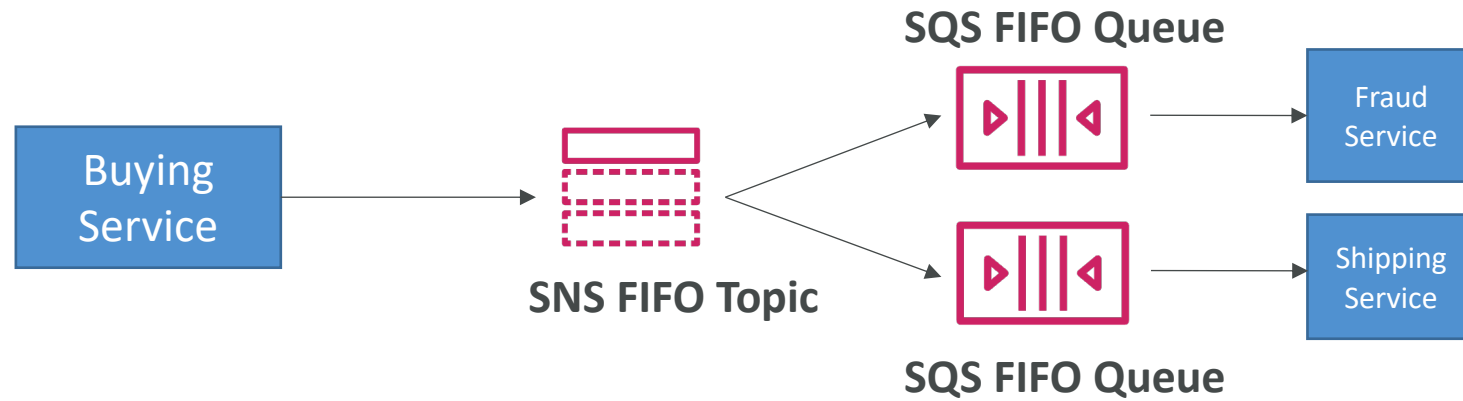 SQS FIFO Queue
Buying
Service
SNS FIFO Topic
Fraud
Service
Shipping
Service
SQS FIFO Queue